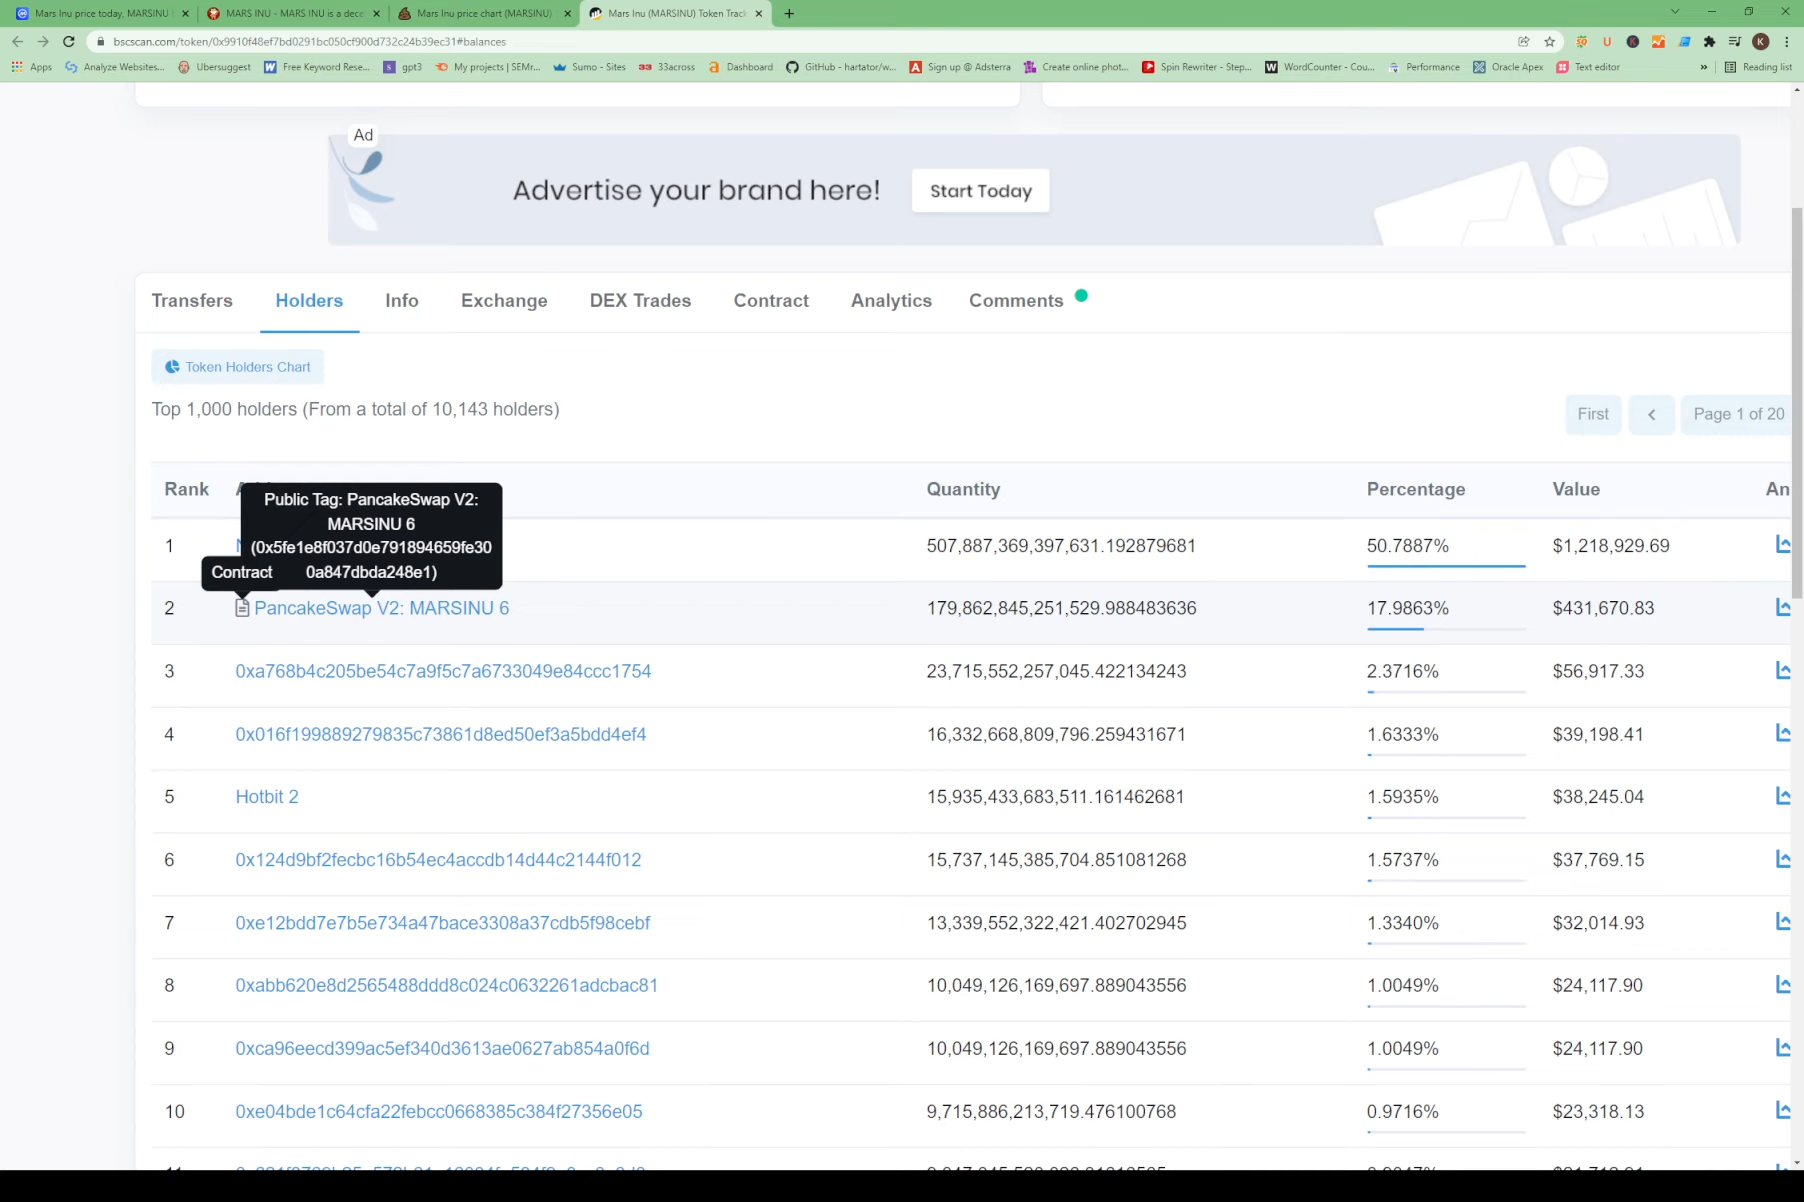 Mars Inu price today, MARSINU
MARS INU - MARS INU is a dece
Mars Inu price chart (MARSINU)
Mars Inu (MARSINU) Token Track
bscscan.com/token/0x9910f48ef7bd0291bc050cf900d732c24b39ec31#balances
Apps
Analyze Websites...
Ubersuggest
Free Keyword Rese...
gpt3
My projects | SEMr...
Sumo - Sites
33across
Dashboard
GitHub - hartator/w...
Sign up @ Adsterra
Create online phot...
Spin Rewriter - Step...
WordCounter - Cou...
Performance
Oracle Apex
Text editor
»
Reading list
Ad
Advertise your brand here!
Start Today
Transfers
Holders
Info
Exchange
DEX Trades
Contract
Analytics
Comments
Token Holders Chart
Top 1,000 holders (From a total of 10,143 holders)
First
Page 1 of 20
Rank
Quantity
Percentage
Value
An
Public Tag: PancakeSwap V2:
MARSINU 6
(0x5fe1e8f037d0e791894659fe30
0a847dbda248e1)
Contract
1
507,887,369,397,631.192879681
50.7887%
$1,218,929.69
2
PancakeSwap V2: MARSINU 6
179,862,845,251,529.988483636
17.9863%
$431,670.83
3
0xa768b4c205be54c7a9f5c7a6733049e84ccc1754
23,715,552,257,045.422134243
2.3716%
$56,917.33
4
0x016f199889279835c73861d8ed50ef3a5bdd4ef4
16,332,668,809,796.259431671
1.6333%
$39,198.41
5
Hotbit 2
15,935,433,683,511.161462681
1.5935%
$38,245.04
6
0x124d9bf2fecbc16b54ec4accdb14d44c2144f012
15,737,145,385,704.851081268
1.5737%
$37,769.15
7
0xe12bdd7e7b5e734a47bace3308a37cdb5f98cebf
13,339,552,322,421.402702945
1.3340%
$32,014.93
8
0xabb620e8d2565488ddd8c024c0632261adcbac81
10,049,126,169,697.889043556
1.0049%
$24,117.90
9
0xca96eecd399ac5ef340d3613ae0627ab854a0f6d
10,049,126,169,697.889043556
1.0049%
$24,117.90
10
0xe04bde1c64cfa22febcc0668385c384f27356e05
9,715,886,213,719.476100768
0.9716%
$23,318.13